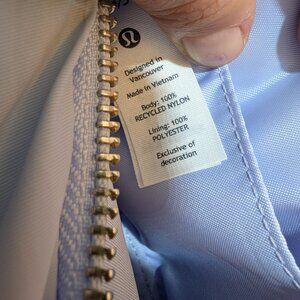 Designed in
Vancouver
Made in Vietnam
Body: 100%
RECYCLED NYLON
Lining: 100%
POLYESTER
Exclusive of
decoration